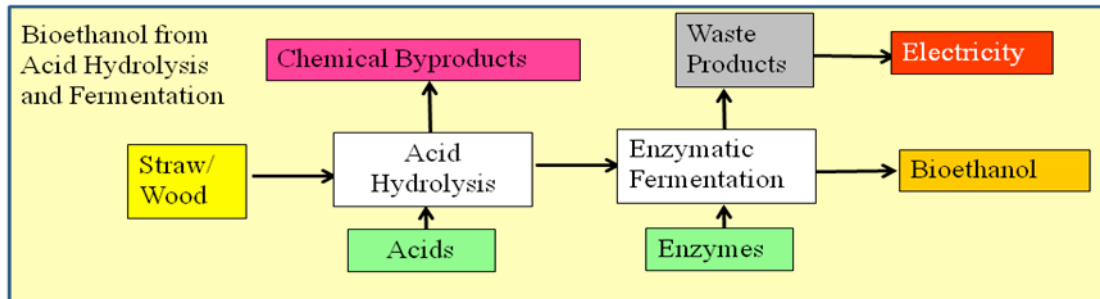 Bioethanol from
Acid Hydrolysis
and Fermentation
Chemical Byproducts
Waste
Products
Electricity
Straw/
Wood
Acid
Hydrolysis
Enzymatic
Fermentation
Bioethanol
Acids
Enzymes